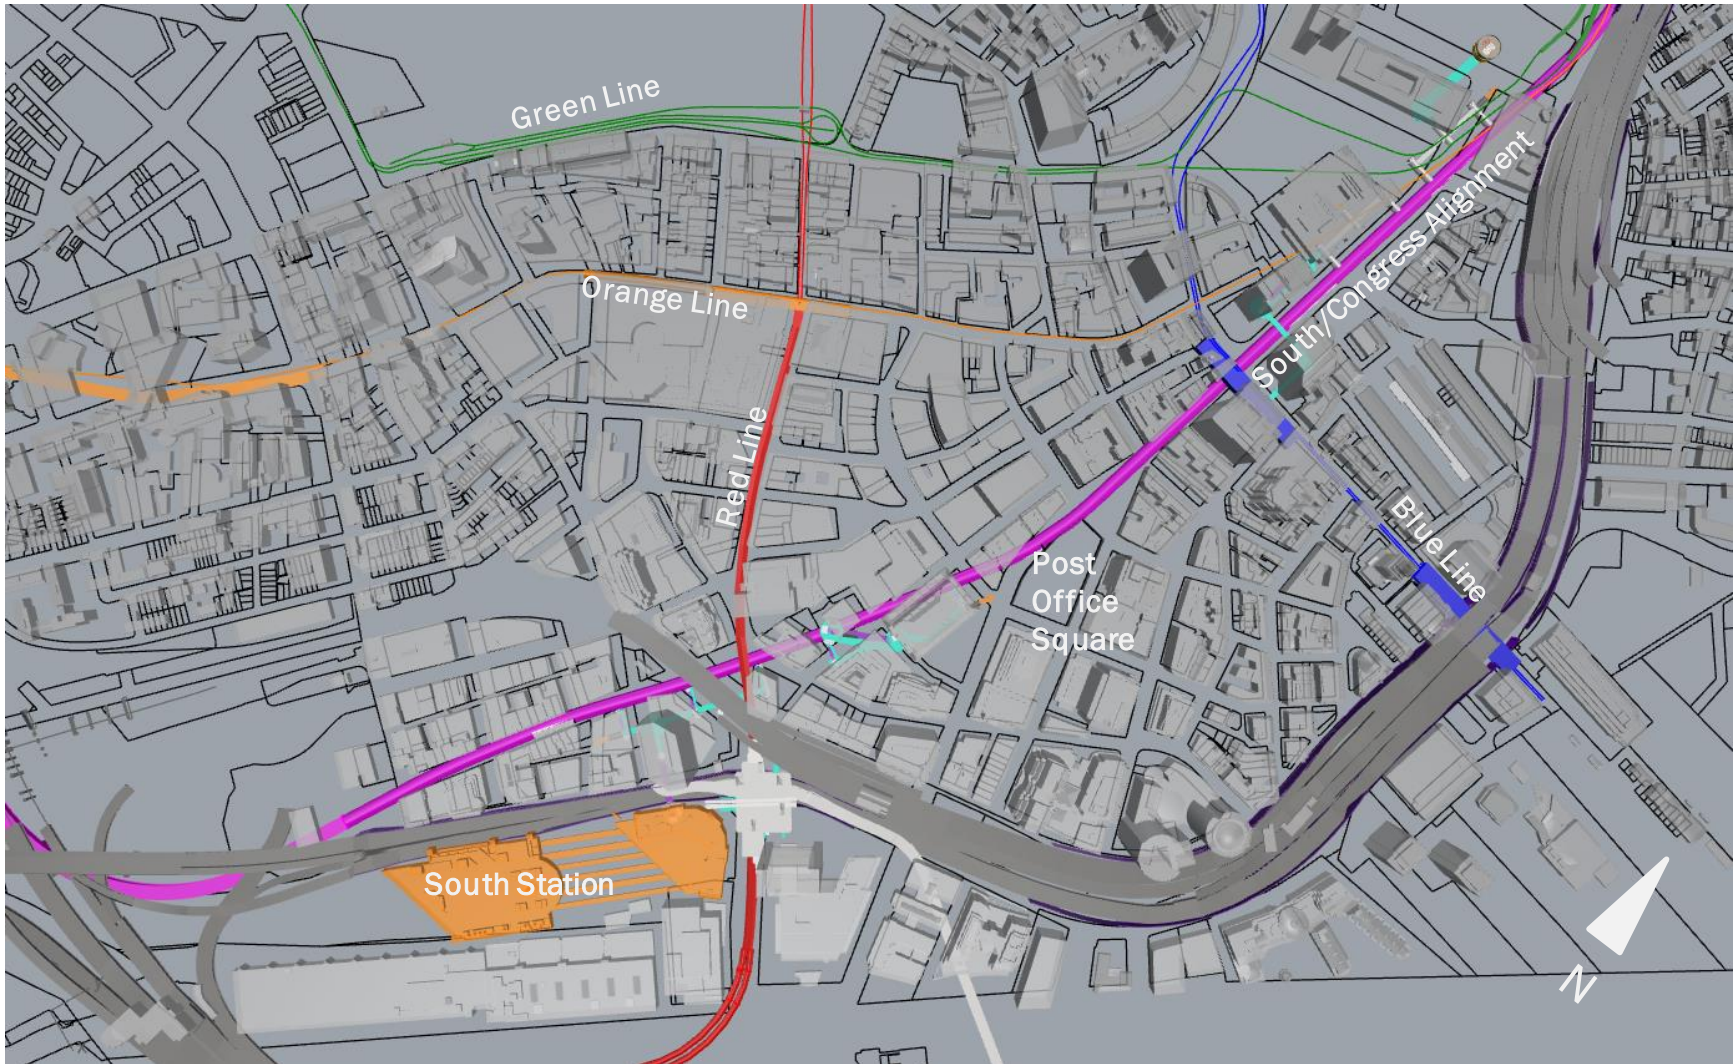 Green Line
Orange Line
South/Congress Alignment
Red Line
Blue Line
Post
Office
Square
South Station
N